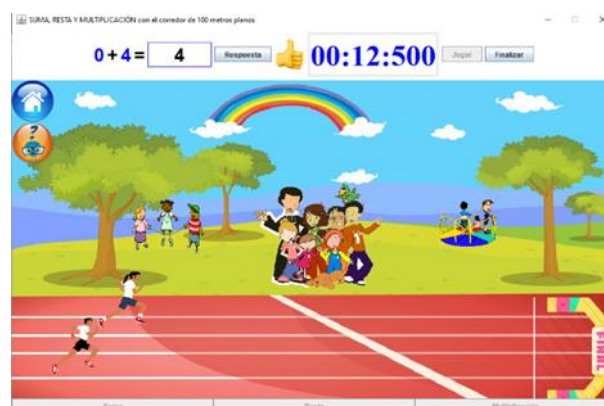 SUMA, RESTA Y MULTIPLICACIÓN con el corredor de 100 metros planos
0 + 4 = 4 Respuesta 00:12:500 Jugar Finalizar
?
FINAL